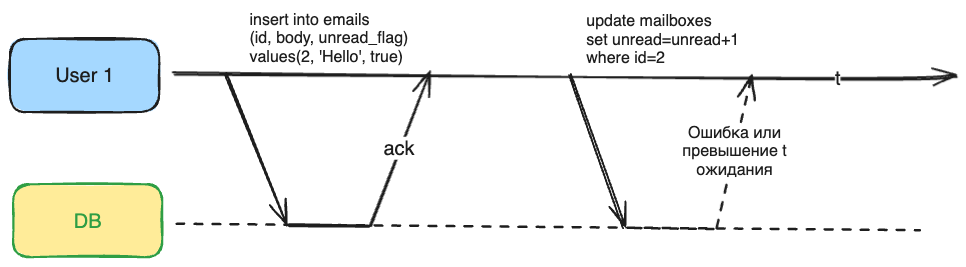 insert into emails
(id, body, unread_flag)
values(2, 'Hello', true)
update mailboxes
set unread=unread+1
where id=2
User 1
t
ack
Ошибка или
превышение t
ожидания
DB